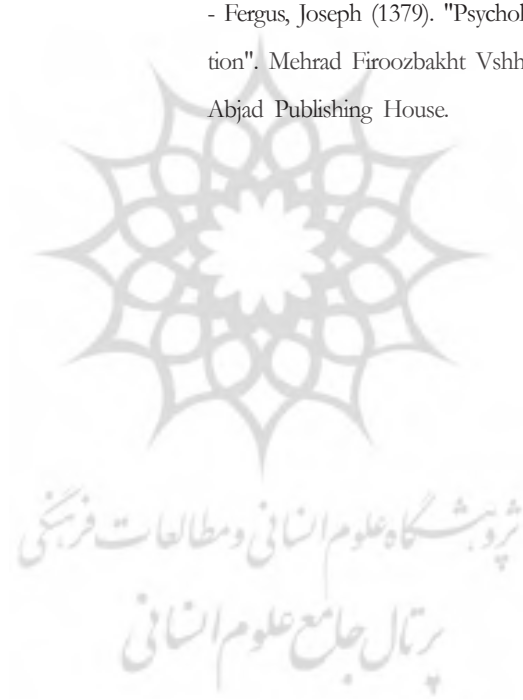 - Fergus, Joseph (1379). "Psychol
tion". Mehrad Firoozbakht Vshh
Abjad Publishing House.
پژوهشگاه علوم انسانی و مطالعات فرهنگی
پرتال جامع علوم انسانی